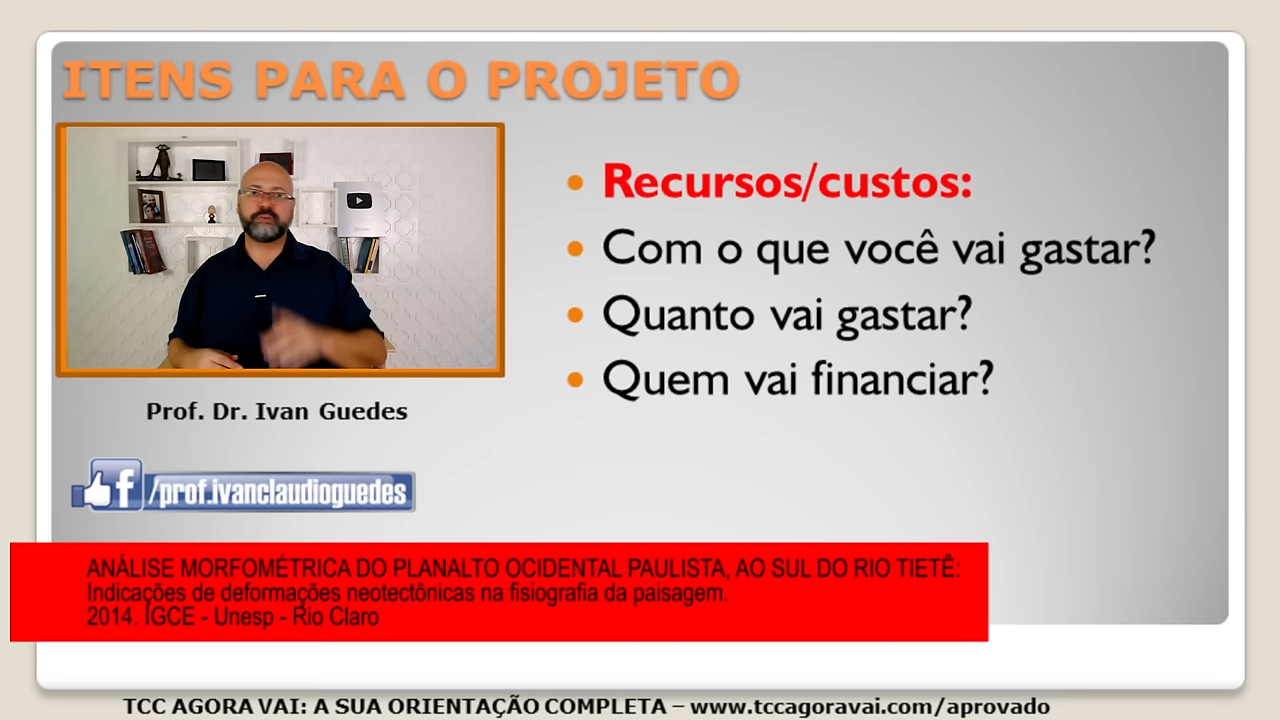 ITENS PARA O PROJETO
Recursos/custos:
Com o que você vai gastar?
Quanto vai gastar?
Quem vai financiar?
Prof. Dr. Ivan Guedes
f /prof.ivanclaudioguedes
ANÁLISE MORFOMÉTRICA DO PLANALTO OCIDENTAL PAULISTA, AO SUL DO RIO TIETÊ:
Indicações de deformações neotectônicas na fisiografia da paisagem.
2014. IGCE - Unesp - Rio Claro
TCC AGORA VAI: A SUA ORIENTAÇÃO COMPLETA – www.tccagoravai.com/aprovado